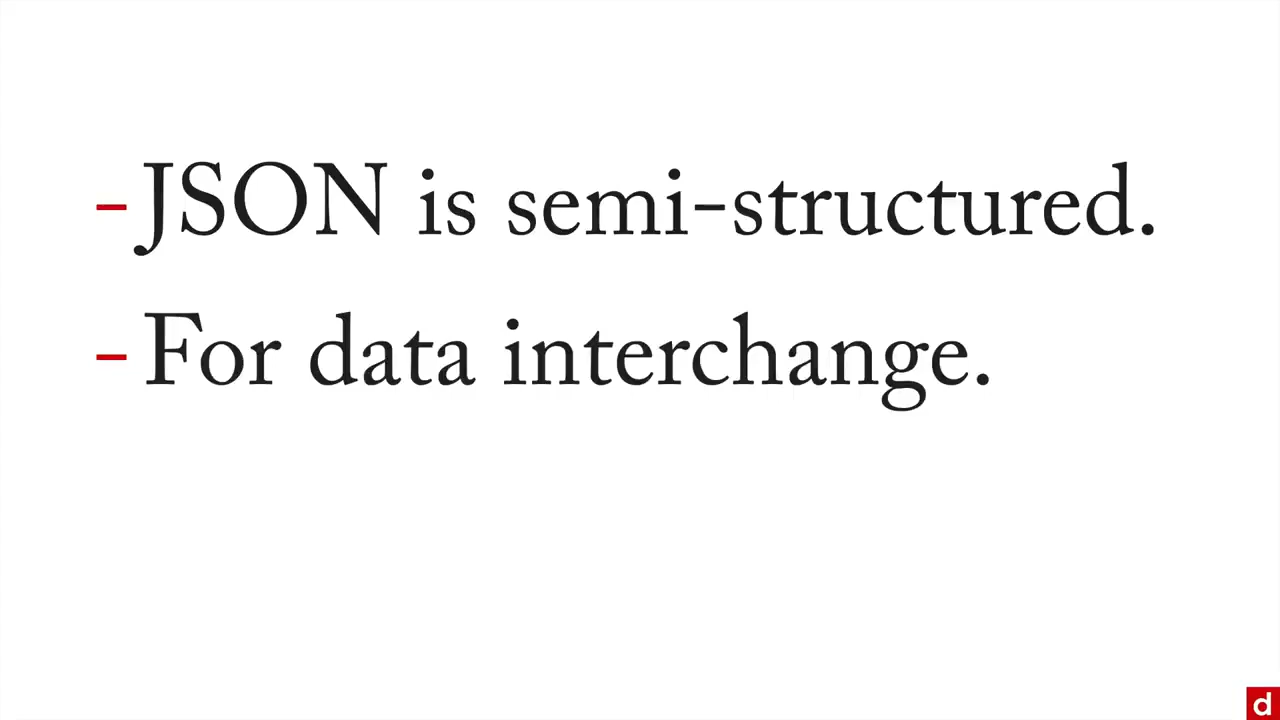 -JSON is semi-structured.
-For data interchange.
d